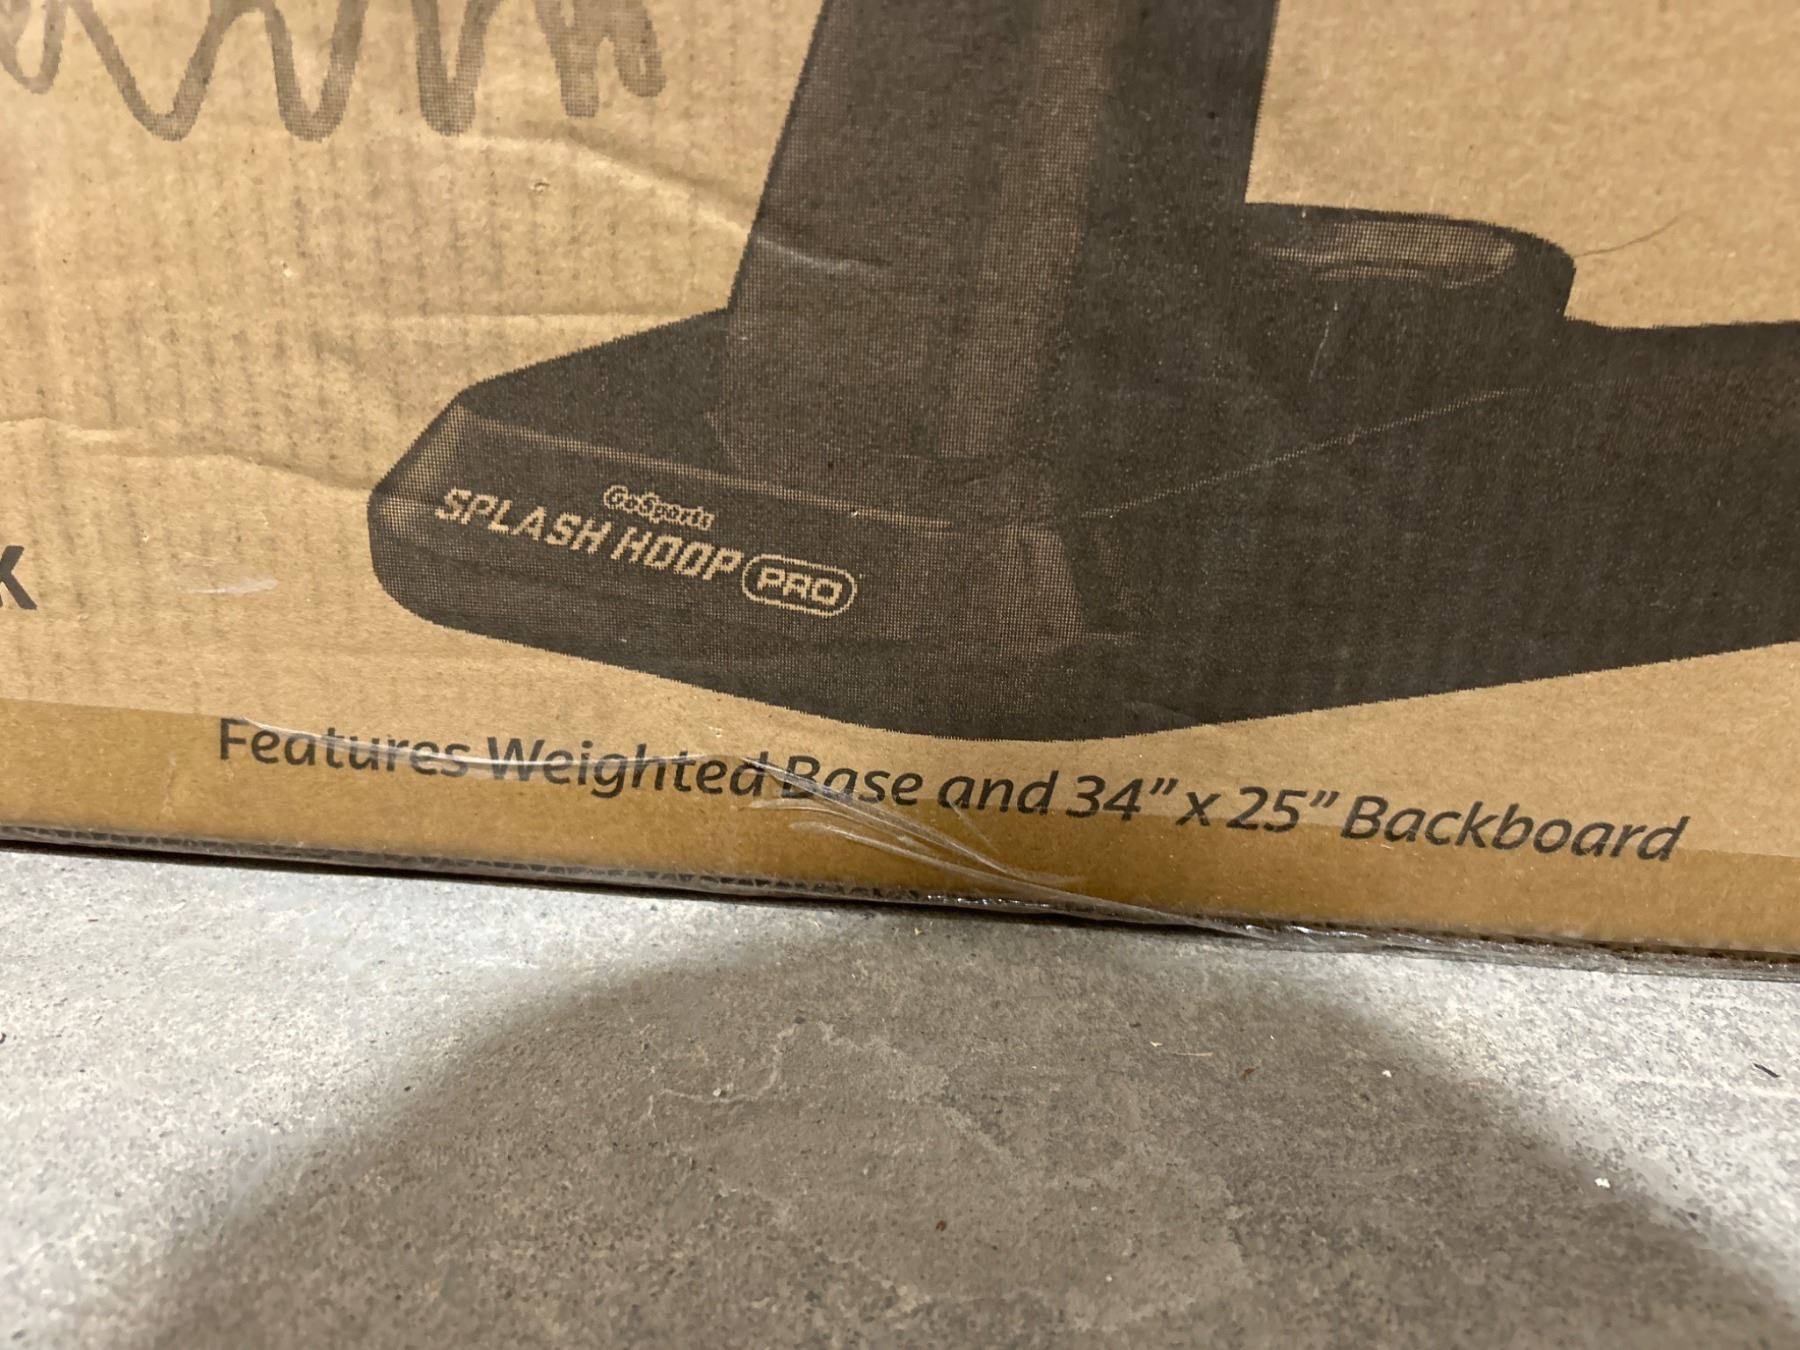 GoSports
SPLASH HOOP PRO
Features Weighted Base and 34” x 25” Backboard